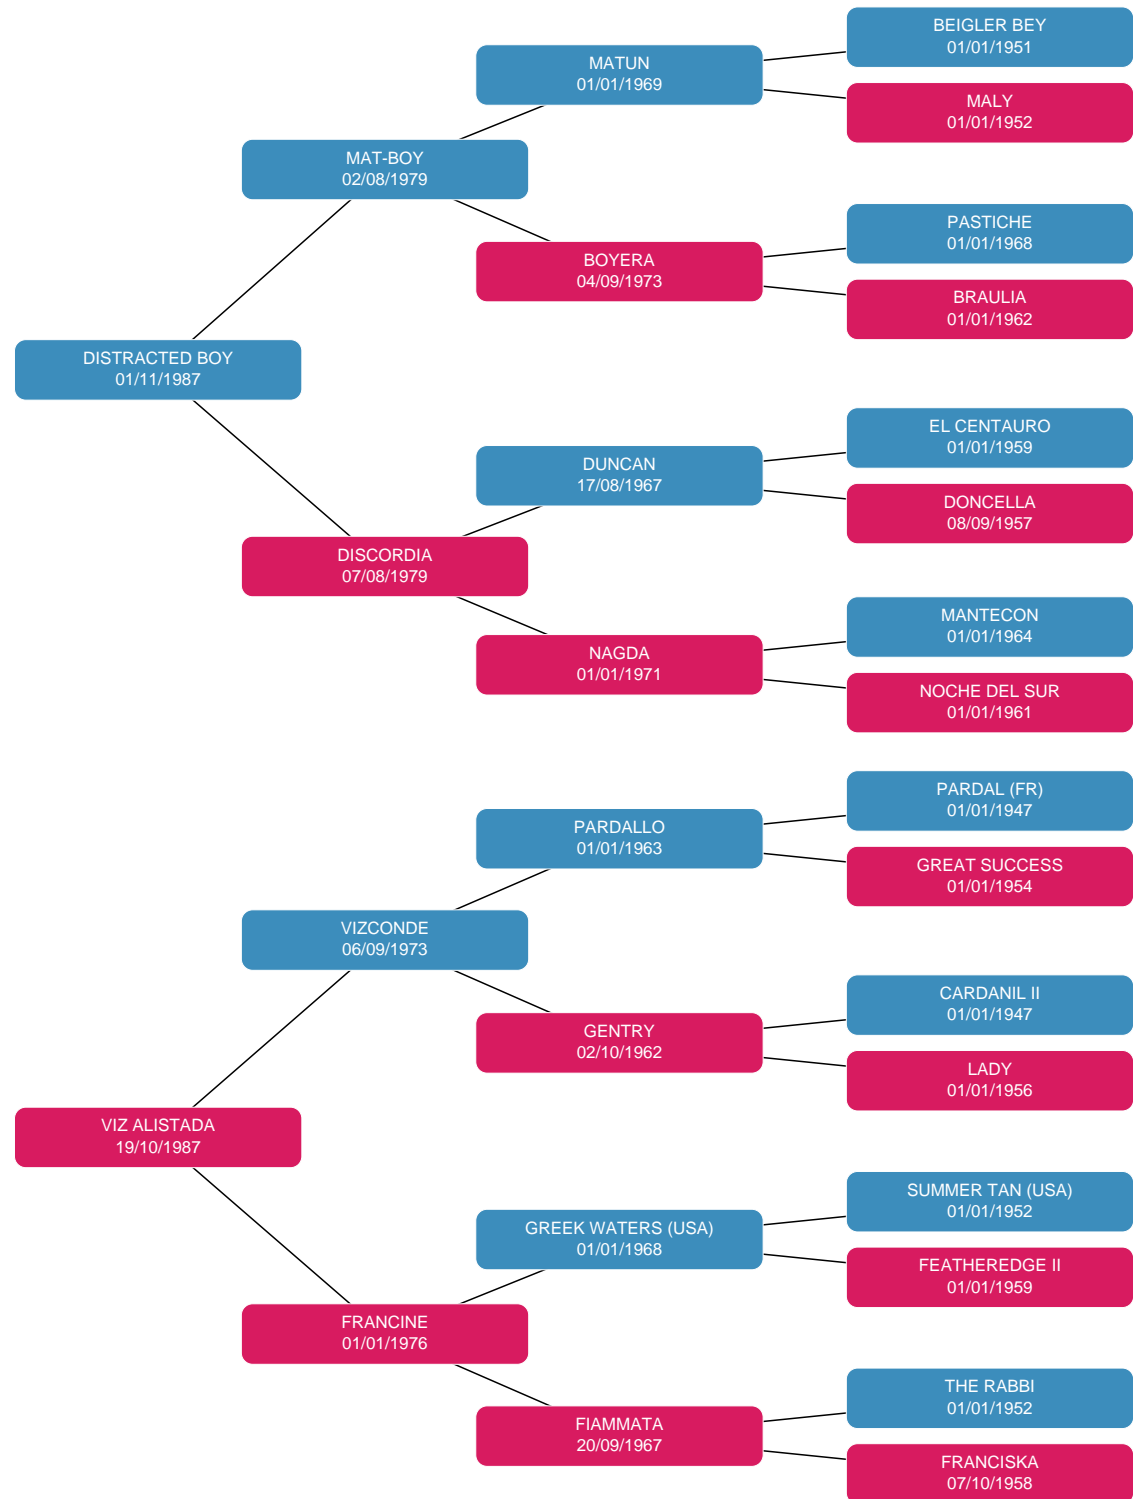 BEIGLER BEY
01/01/1951
MATUN
01/01/1969
MALY
01/01/1952
MAT-BOY
02/08/1979
PASTICHE
01/01/1968
BOYERA
04/09/1973
BRAULIA
01/01/1962
DISTRACTED BOY
01/11/1987
EL CENTAURO
01/01/1959
DUNCAN
17/08/1967
DONCELLA
08/09/1957
DISCORDIA
07/08/1979
MANTECON
01/01/1964
NAGDA
01/01/1971
NOCHE DEL SUR
01/01/1961
PARDAL (FR)
01/01/1947
PARDALLO
01/01/1963
GREAT SUCCESS
01/01/1954
VIZCONDE
06/09/1973
CARDANIL II
01/01/1947
GENTRY
02/10/1962
LADY
01/01/1956
VIZ ALISTADA
19/10/1987
SUMMER TAN (USA)
01/01/1952
GREEK WATERS (USA)
01/01/1968
FEATHEREDGE II
01/01/1959
FRANCINE
01/01/1976
THE RABBI
01/01/1952
FIAMMATA
20/09/1967
FRANCISKA
07/10/1958